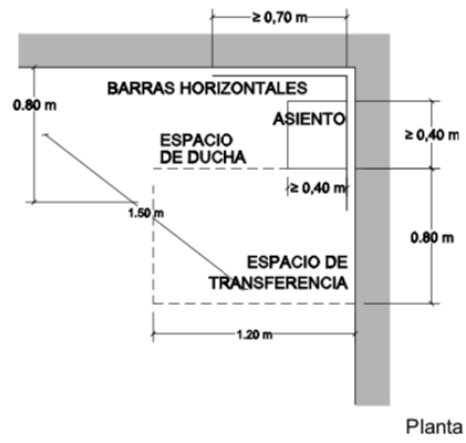 ≥ 0,70 m
0.80 m
BARRAS HORIZONTALES
ASIENTO
≥ 0,40 m
ESPACIO
DE DUCHA
≥ 0,40 m
1.50 m
0.80 m
ESPACIO DE
TRANSFERENCIA
1.20 m
Planta